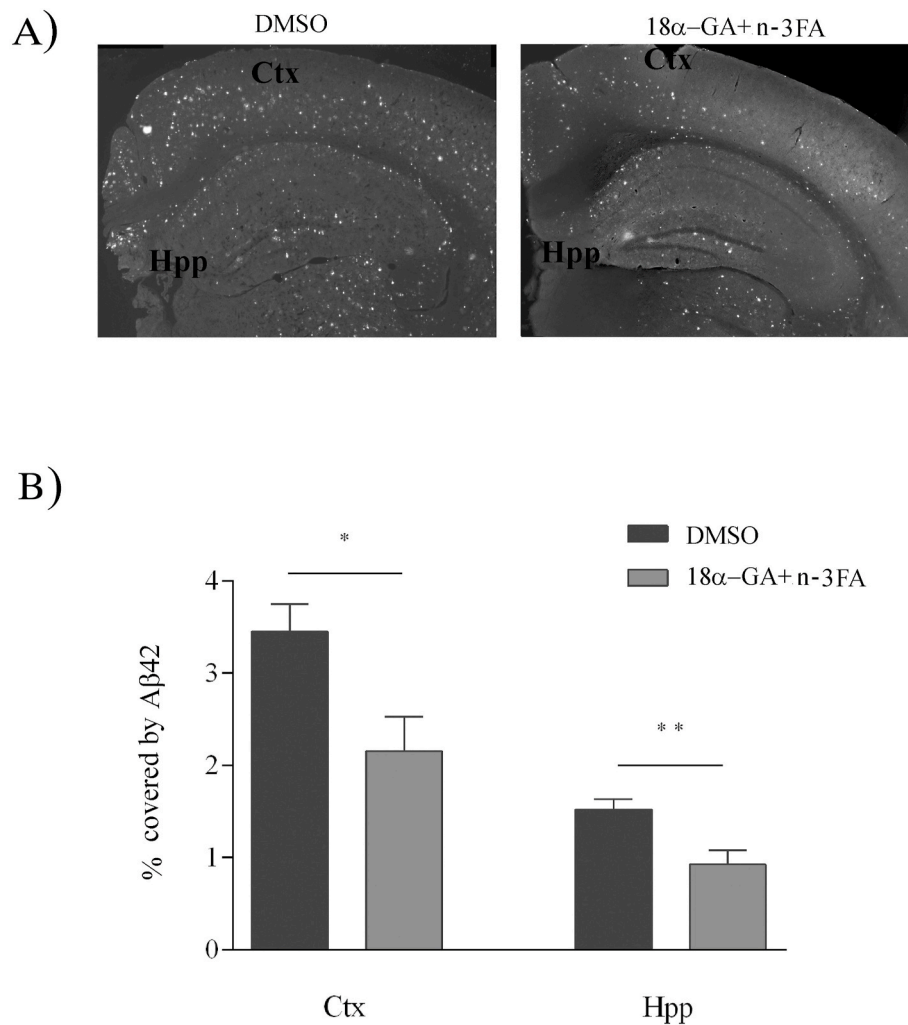 A)
DMSO
18α–GA+ n-3FA
Ctx
Hpp
Ctx
Hpp
B)
DMSO
18α–GA+ n-3FA
*
**
% covered by Aβ42
4
3
2
1
0
Ctx
Hpp